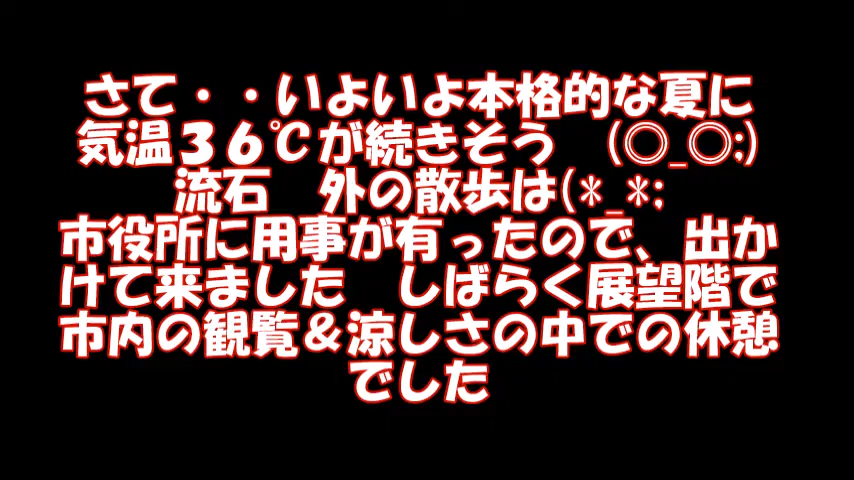 さて・・いよいよ本格的な夏に
気温３６℃が続きそう　(◎_◎;)
流石　外の散歩は(*_*;
市役所に用事が有ったので、出か
けて来ました　しばらく展望階で
市内の観覧＆涼しさの中での休憩
でした